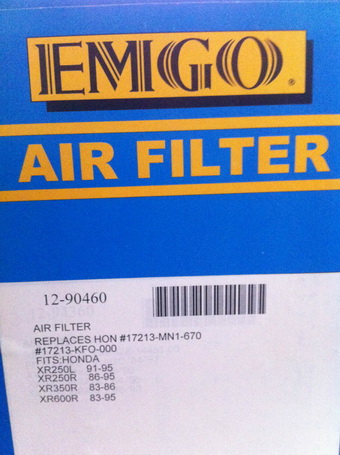 EMGO®
AIR FILTER
12-90460
AIR FILTER
REPLACES HON #17213-MN1-670
#17213-KFO-000
FITS:HONDA
XR250L 91-95
XR250R 86-95
XR350R 83-86
XR600R 83-95